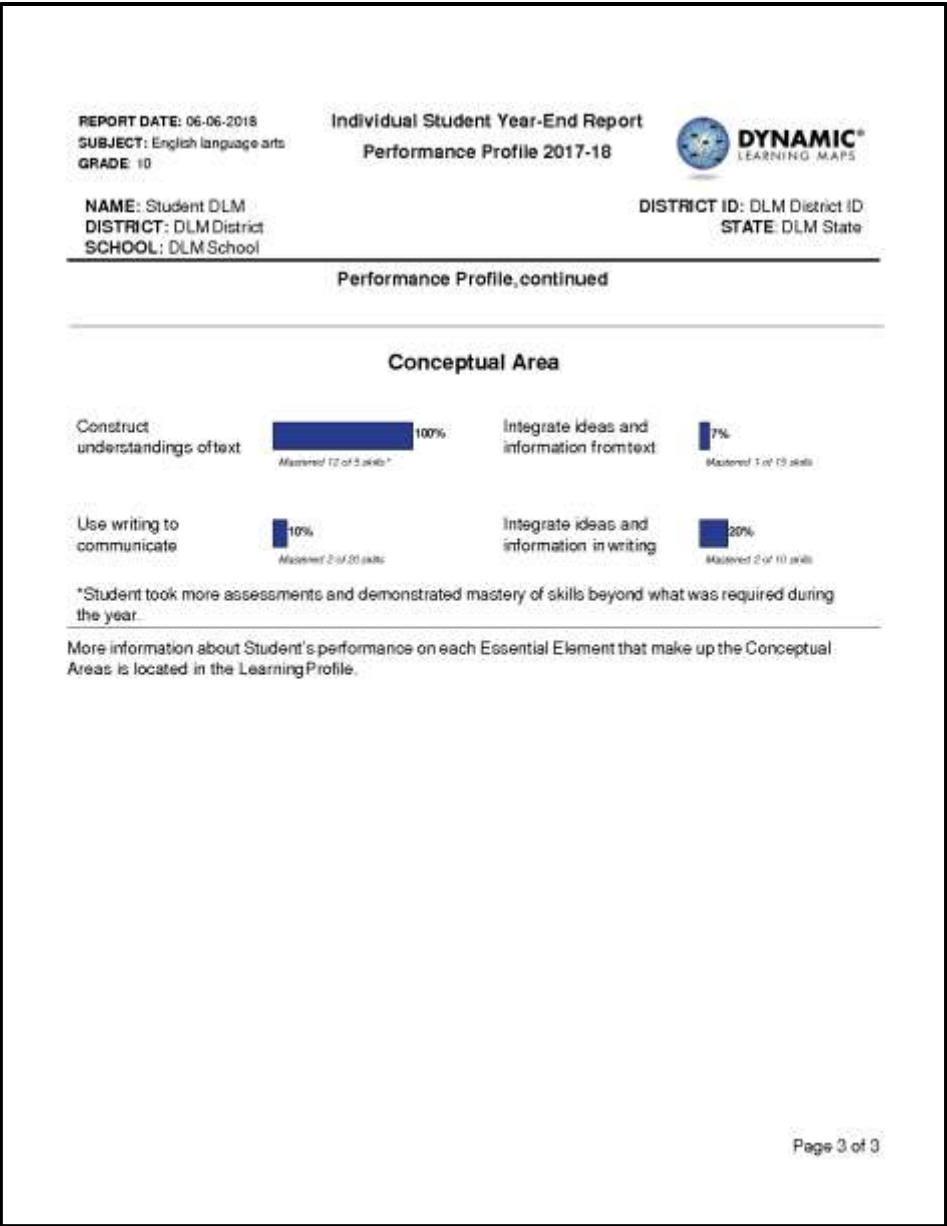 REPORT DATE: 06-06-2018
SUBJECT: English language arts
GRADE 10
Individual Student Year-End Report
Performance Profile 2017-18
DYNAMIC®
LEARNING MAPS
NAME: Student DLM
DISTRICT: DLM District
SCHOOL: DLM School
DISTRICT ID: DLM District ID
STATE DLM State
Performance Profile, continued
Conceptual Area
Construct
understandings of text
100%
Mastered 12 of 5 skills*
Integrate ideas and
information from text
7%
Mastered 1 of 15 skills
Use writing to
communicate
10%
Mastered 2 of 20 skills
Integrate ideas and
information in writing
20%
Mastered 2 of 10 skills
*Student took more assessments and demonstrated mastery of skills beyond what was required during
the year.
More information about Student's performance on each Essential Element that make up the Conceptual
Areas is located in the Learning Profile.
Page 3 of 3